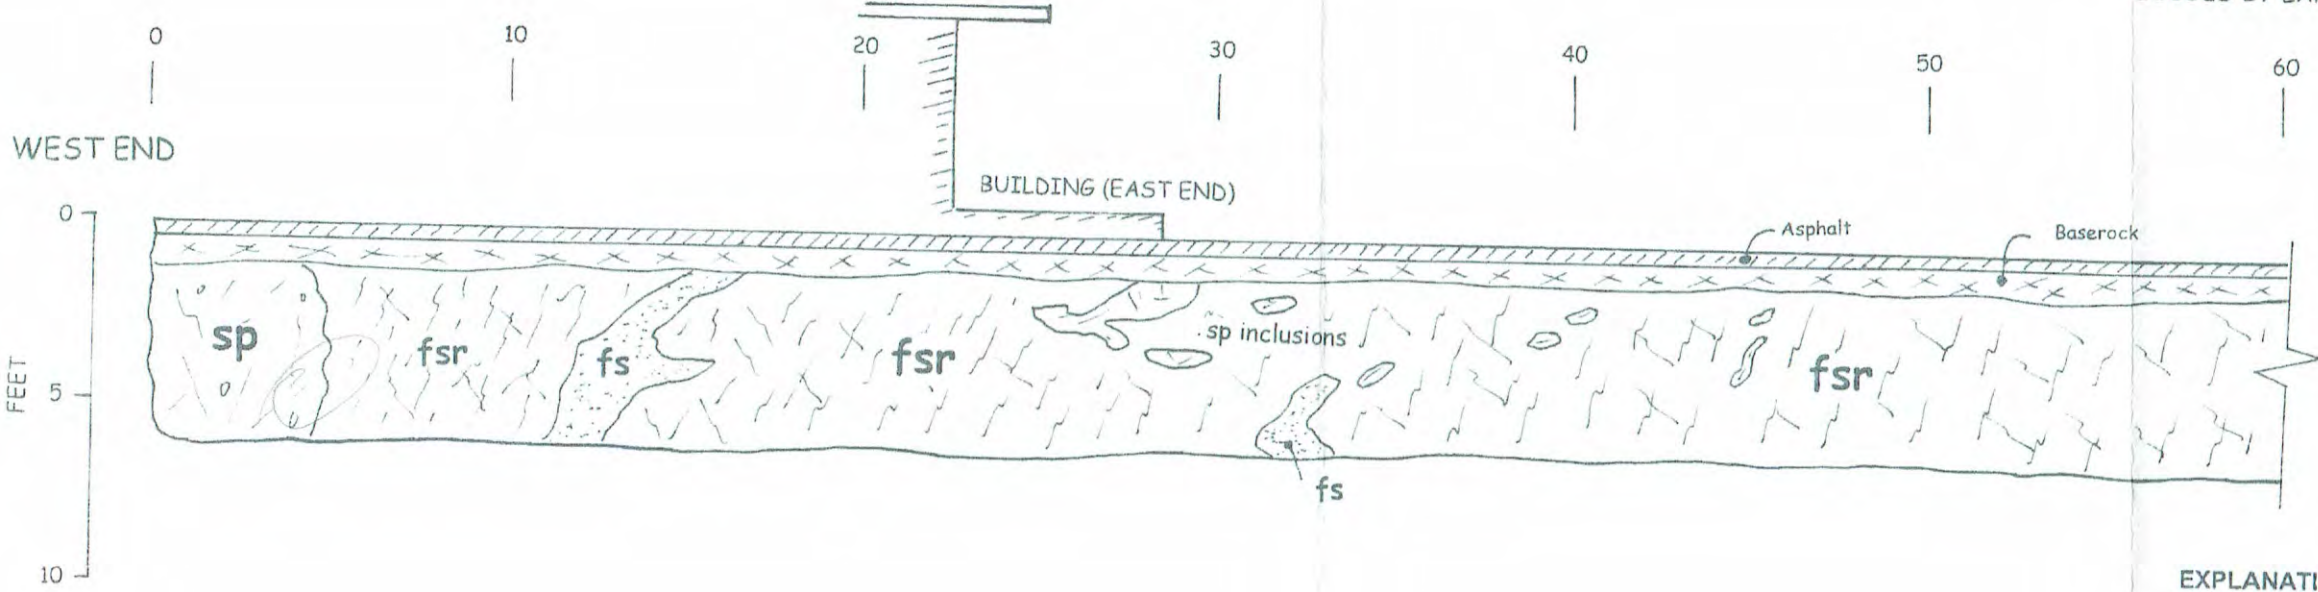 0 10 20 30 40 50 60
WEST END
BUILDING (EAST END)
Asphalt
Baserock
0
5
10
FEET
sp
fsr
fs
fsr
sp inclusions
fsr
fs